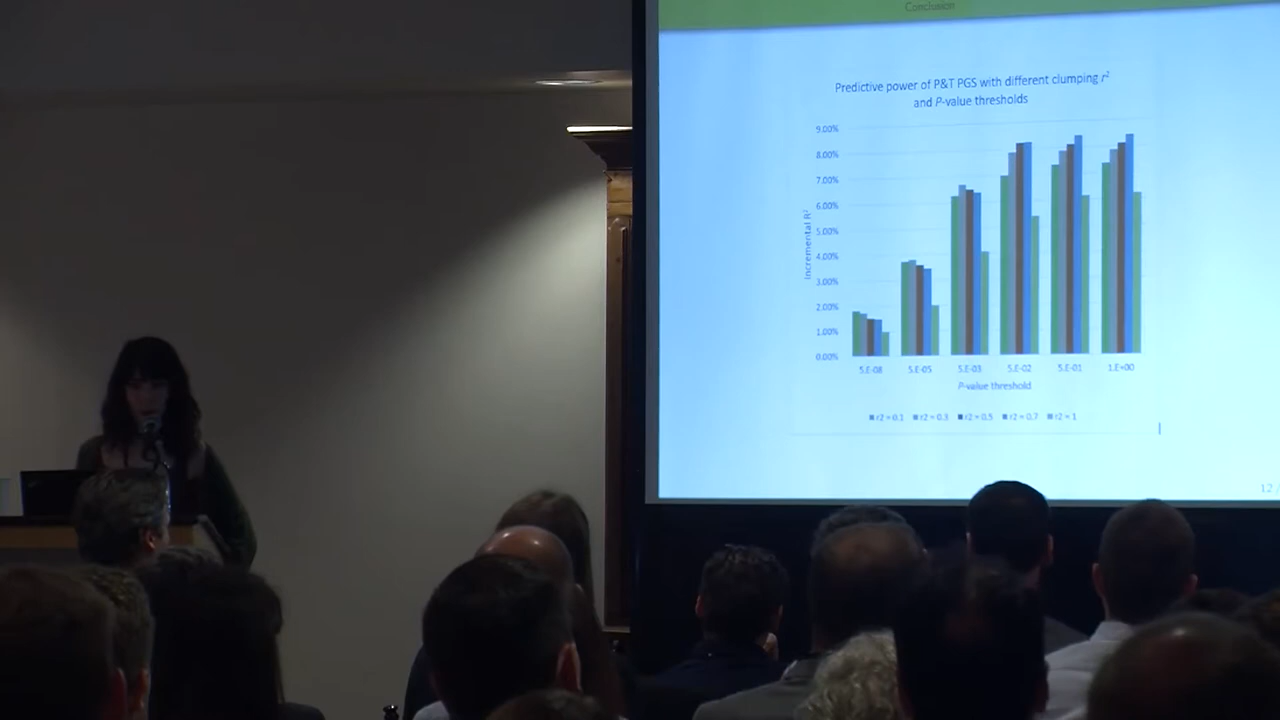 Conclusion
Predictive power of P&T PGS with different clumping r²
and P-value thresholds
9.00%
8.00%
7.00%
6.00%
5.00%
4.00%
3.00%
2.00%
1.00%
0.00%
Incremental R²
5.E-08 5.E-05 5.E-03 5.E-02 5.E-01 1.E+00
P-value threshold
r2 = 0.1 r2 = 0.3 r2 = 0.5 r2 = 0.7 r2 = 1
12 /